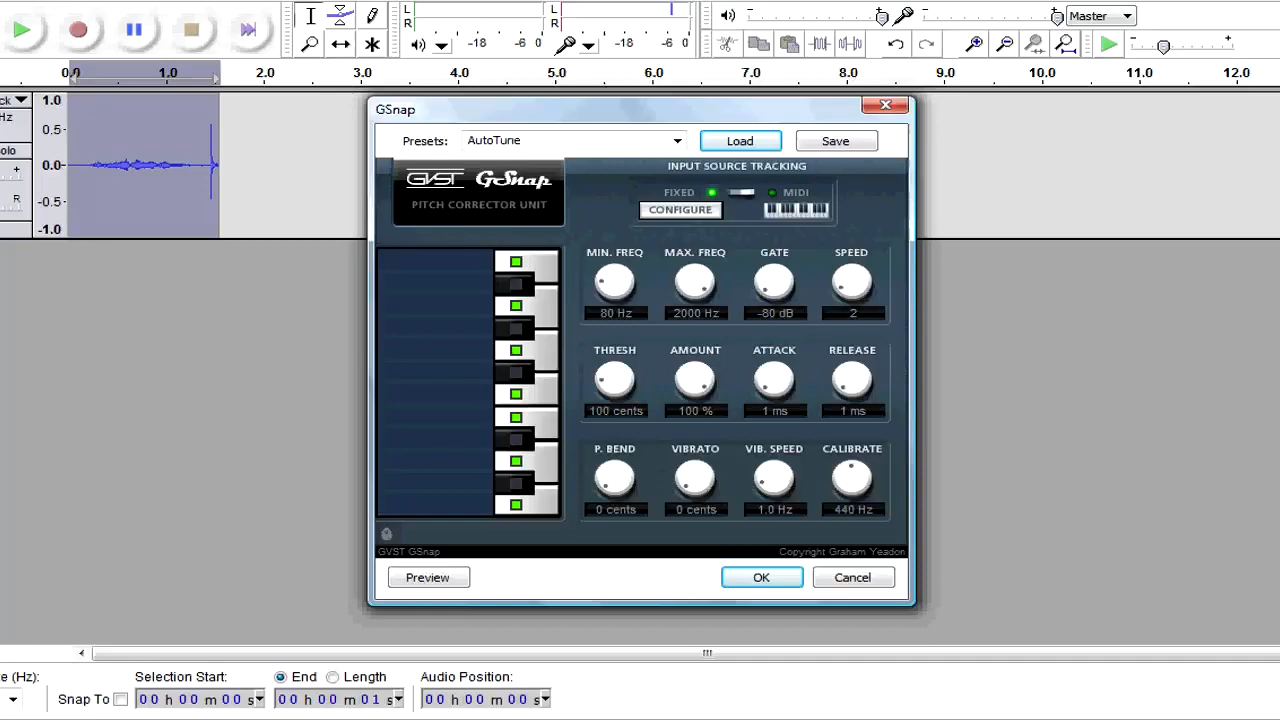 L
R
-18 -6 0
L
R
-18 -6 0
Master
0.0 1.0 2.0 3.0 4.0 5.0 6.0 7.0 8.0 9.0 10.0 11.0 12.0
ck
Hz
olo
R
1.0
0.5
0.0
-0.5
-1.0
GSnap
Presets: AutoTune Load Save
GVST GSnap
PITCH CORRECTOR UNIT
INPUT SOURCE TRACKING
FIXED MIDI
CONFIGURE
MIN. FREQ MAX. FREQ GATE SPEED
80 Hz 2000 Hz -80 dB 2
THRESH AMOUNT ATTACK RELEASE
100 cents 100 % 1 ms 1 ms
P. BEND VIBRATO VIB. SPEED CALIBRATE
0 cents 0 cents 1.0 Hz 440 Hz
GVST GSnap Copyright Graham Yeadon
Preview OK Cancel
e (Hz): Selection Start: End Length Audio Position:
Snap To 00 h 00 m 00 s 00 h 00 m 01 s 00 h 00 m 00 s